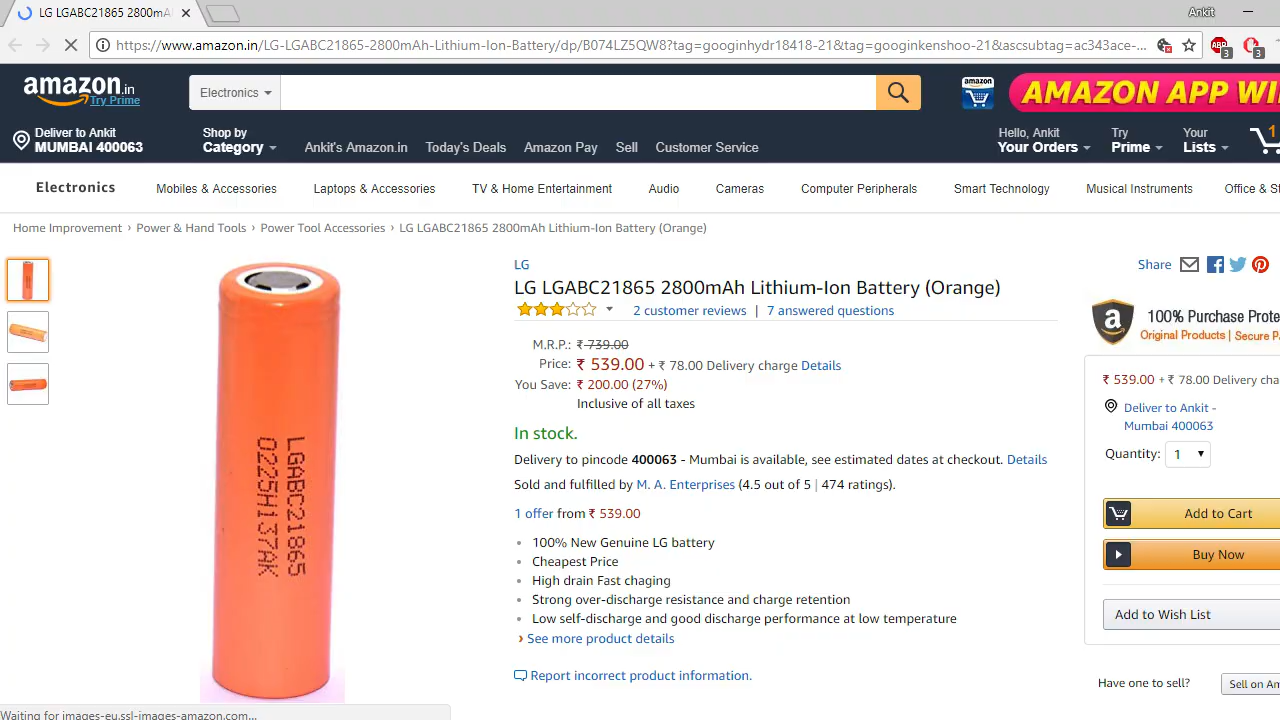 LG LGABC21865 2800mA
Ankit
https://www.amazon.in/LG-LGABC21865-2800mAh-Lithium-Ion-Battery/dp/B074LZ5QW8?tag=googinhydr18418-21&tag=googinkenshoo-21&ascsubtag=ac343ace-...
ABP
3
3
amazon.in
Try Prime
Electronics
amazon
AMAZON APP WI
Deliver to Ankit
MUMBAI 400063
Shop by
Category
Ankit's Amazon.in
Today's Deals
Amazon Pay
Sell
Customer Service
Hello, Ankit
Your Orders
Try
Prime
Your
Lists
1
Electronics
Mobiles & Accessories
Laptops & Accessories
TV & Home Entertainment
Audio
Cameras
Computer Peripherals
Smart Technology
Musical Instruments
Office & S
Home Improvement › Power & Hand Tools › Power Tool Accessories › LG LGABC21865 2800mAh Lithium-Ion Battery (Orange)
LGABC21865
0225H137AK
LG
LG LGABC21865 2800mAh Lithium-Ion Battery (Orange)
2 customer reviews | 7 answered questions
M.R.P.: ₹ 739.00
Price: ₹ 539.00 + ₹ 78.00 Delivery charge Details
You Save: ₹ 200.00 (27%)
Inclusive of all taxes
In stock.
Delivery to pincode 400063 - Mumbai is available, see estimated dates at checkout. Details
Sold and fulfilled by M. A. Enterprises (4.5 out of 5 | 474 ratings).
1 offer from ₹ 539.00
• 100% New Genuine LG battery
• Cheapest Price
• High drain Fast chaging
• Strong over-discharge resistance and charge retention
• Low self-discharge and good discharge performance at low temperature
› See more product details
Report incorrect product information.
Share
a
100% Purchase Prote
Original Products | Secure P
₹ 539.00 + ₹ 78.00 Delivery cha
Deliver to Ankit -
Mumbai 400063
Quantity: 1
Add to Cart
Buy Now
Add to Wish List
Have one to sell?
Sell on Am
Waiting for images-eu.ssl-images-amazon.com...